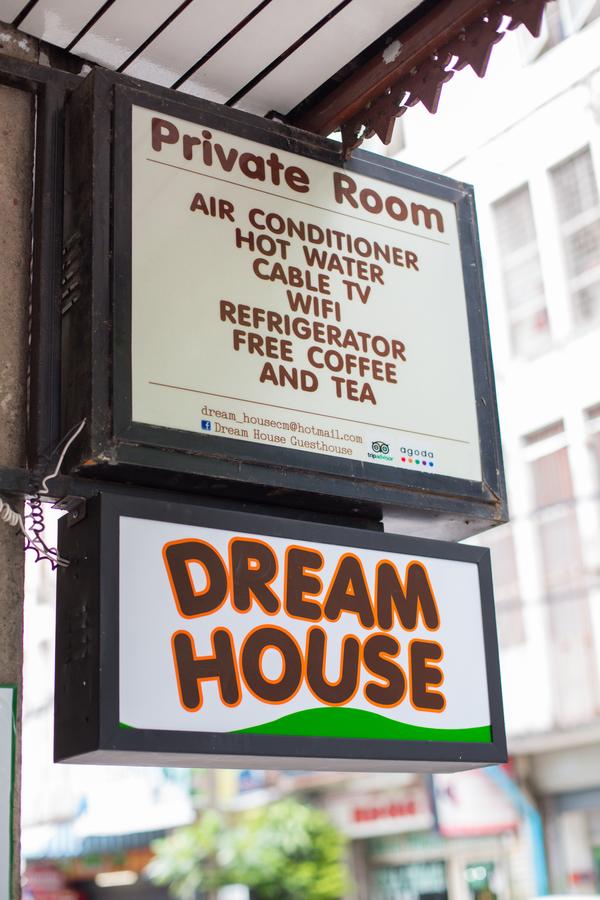 Private Room
AIR CONDITIONER
HOT WATER
CABLE TV
WIFI
REFRIGERATOR
FREE COFFEE
AND TEA
dream_housecm@hotmail.com
f Dream House Guesthouse
tripadvisor
agoda
DREAM
HOUSE